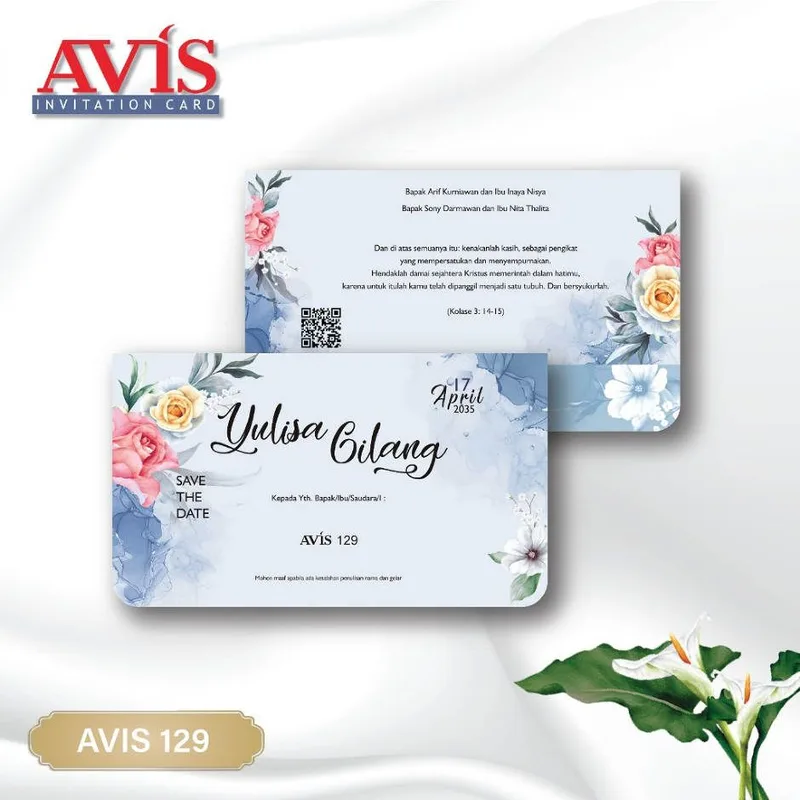 AVİS
INVITATION CARD
Bapak Arif Kurniawan dan Ibu Inaya Nisya
Bapak Sony Darmawan dan Ibu Nita Thalita
Dan di atas semuanya itu: kenakanlah kasih, sebagai pengikat
yang mempersatukan dan menyempurnakan.
Hendaklah damai sejahtera Kristus memerintah dalam hatimu,
karena untuk itulah kamu telah dipanggil menjadi satu tubuh. Dan bersyukurlah.
(Kolase 3: 14-15)
17
April
2035
Yulisa Gilang
SAVE
THE
DATE
Kepada Yth. Bapak/Ibu/Saudara/I :
AVİS 129
Mohon maaf apabila ada kesalahan penulisan nama dan gelar
AVIS 129